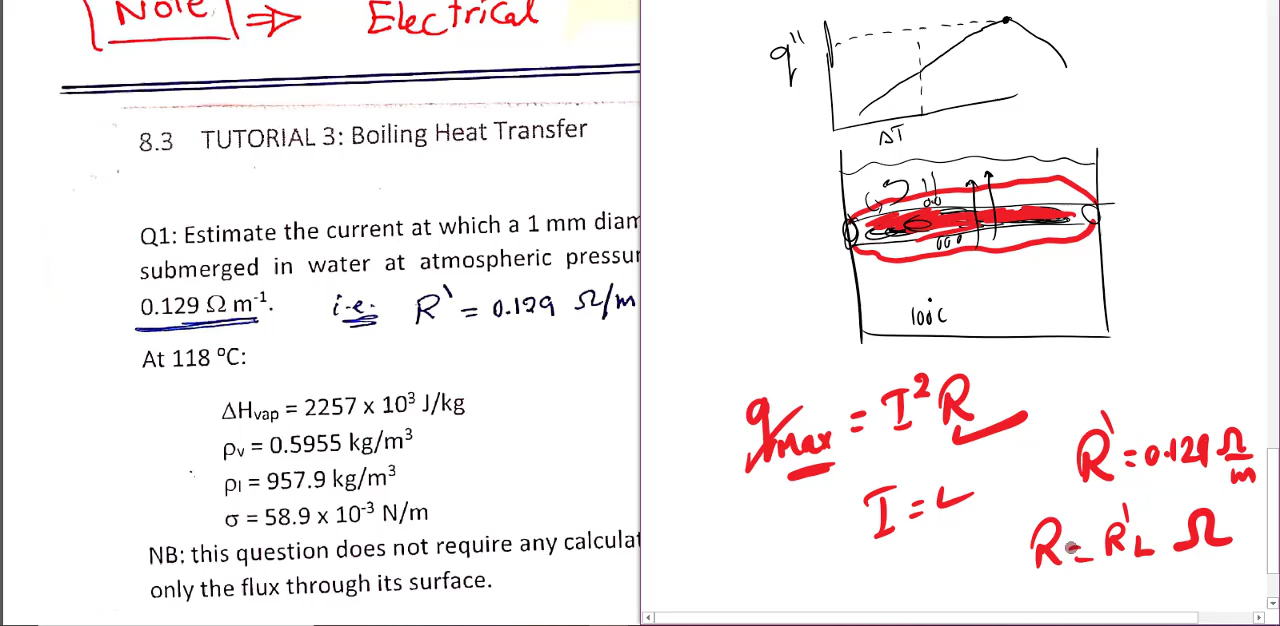 Note ⇒ Electrical
8.3 TUTORIAL 3: Boiling Heat Transfer
Q1: Estimate the current at which a 1 mm diam
submerged in water at atmospheric pressur
0.129 Ω m⁻¹. i.e. R' = 0.129 Ω/m
At 118 °C:
ΔHvap = 2257 x 10³ J/kg
ρv = 0.5955 kg/m³
ρl = 957.9 kg/m³
σ = 58.9 x 10⁻³ N/m
NB: this question does not require any calculat
only the flux through its surface.
q"
ΔT
100°C
qmax = I²R
R' = 0.129 Ω/m
I =
R = R'L Ω